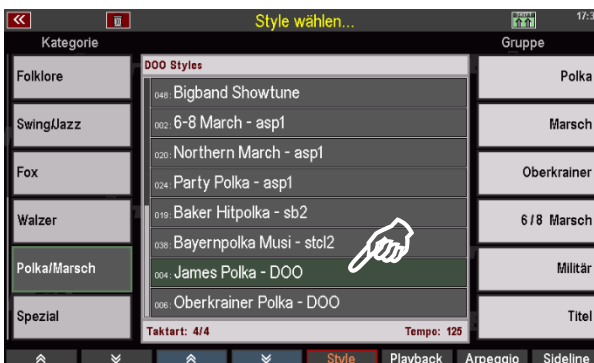 Style wählen...
17:3
Kategorie
Gruppe
DOO Styles
Folklore
Swing/Jazz
Fox
Walzer
Polka/Marsch
Spezial
048: Bigband Showtune
002: 6-8 March - asp1
020: Northern March - asp1
024: Party Polka - asp1
019: Baker Hitpolka - sb2
038: Bayernpolka Musi - stcl2
004: James Polka - DOO
006: Oberkrainer Polka - DOO
Taktart: 4/4
Tempo: 125
Polka
Marsch
Oberkrainer
6/8 Marsch
Militär
Titel
Style
Playback
Arpeggio
Sideline